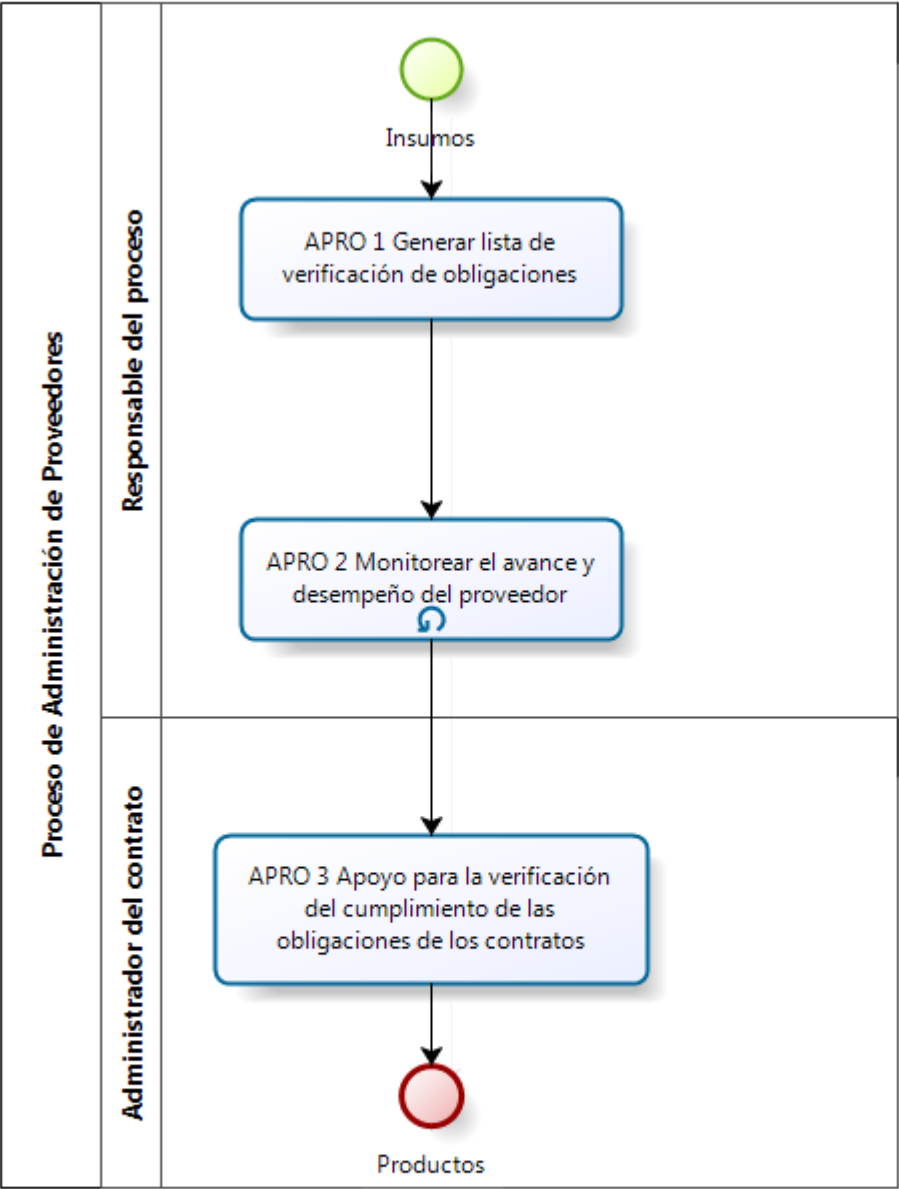 Proceso de Administración de Proveedores
Responsable del proceso
Insumos
APRO 1 Generar lista de
verificación de obligaciones
APRO 2 Monitorear el avance y
desempeño del proveedor
Administrador del contrato
APRO 3 Apoyo para la verificación
del cumplimiento de las
obligaciones de los contratos
Productos